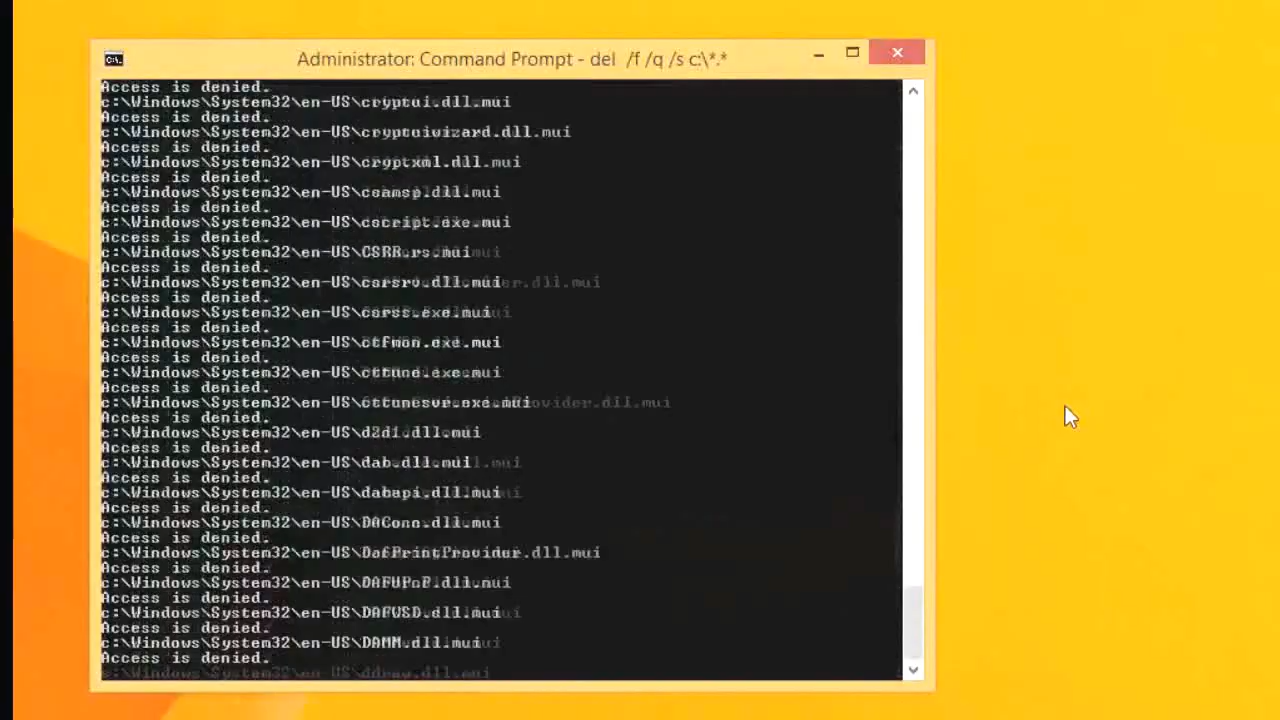 Administrator: Command Prompt - del /f /q /s c:\*.*
Access is denied.
c:\Windows\System32\en-US\cryptui.dll.mui
Access is denied.
c:\Windows\System32\en-US\cryptuiwizard.dll.mui
Access is denied.
c:\Windows\System32\en-US\cryptxml.dll.mui
Access is denied.
c:\Windows\System32\en-US\csamsp.dll.mui
Access is denied.
c:\Windows\System32\en-US\cscript.exe.mui
Access is denied.
c:\Windows\System32\en-US\CSRR.rs.mui
Access is denied.
c:\Windows\System32\en-US\csrsrv.dll.mui
Access is denied.
c:\Windows\System32\en-US\csrss.exe.mui
Access is denied.
c:\Windows\System32\en-US\ctfmon.exe.mui
Access is denied.
c:\Windows\System32\en-US\cttune.exe.mui
Access is denied.
c:\Windows\System32\en-US\cttunesvr.exe.mui
Access is denied.
c:\Windows\System32\en-US\d2d1.dll.mui
Access is denied.
c:\Windows\System32\en-US\dab.dll.mui
Access is denied.
c:\Windows\System32\en-US\dabapi.dll.mui
Access is denied.
c:\Windows\System32\en-US\DAConn.dll.mui
Access is denied.
c:\Windows\System32\en-US\DafPrintProvider.dll.mui
Access is denied.
c:\Windows\System32\en-US\DAFUPnP.dll.mui
Access is denied.
c:\Windows\System32\en-US\DAFWSD.dll.mui
Access is denied.
c:\Windows\System32\en-US\DAMM.dll.mui
Access is denied.
c:\Windows\System32\en-US\ddraw.dll.mui